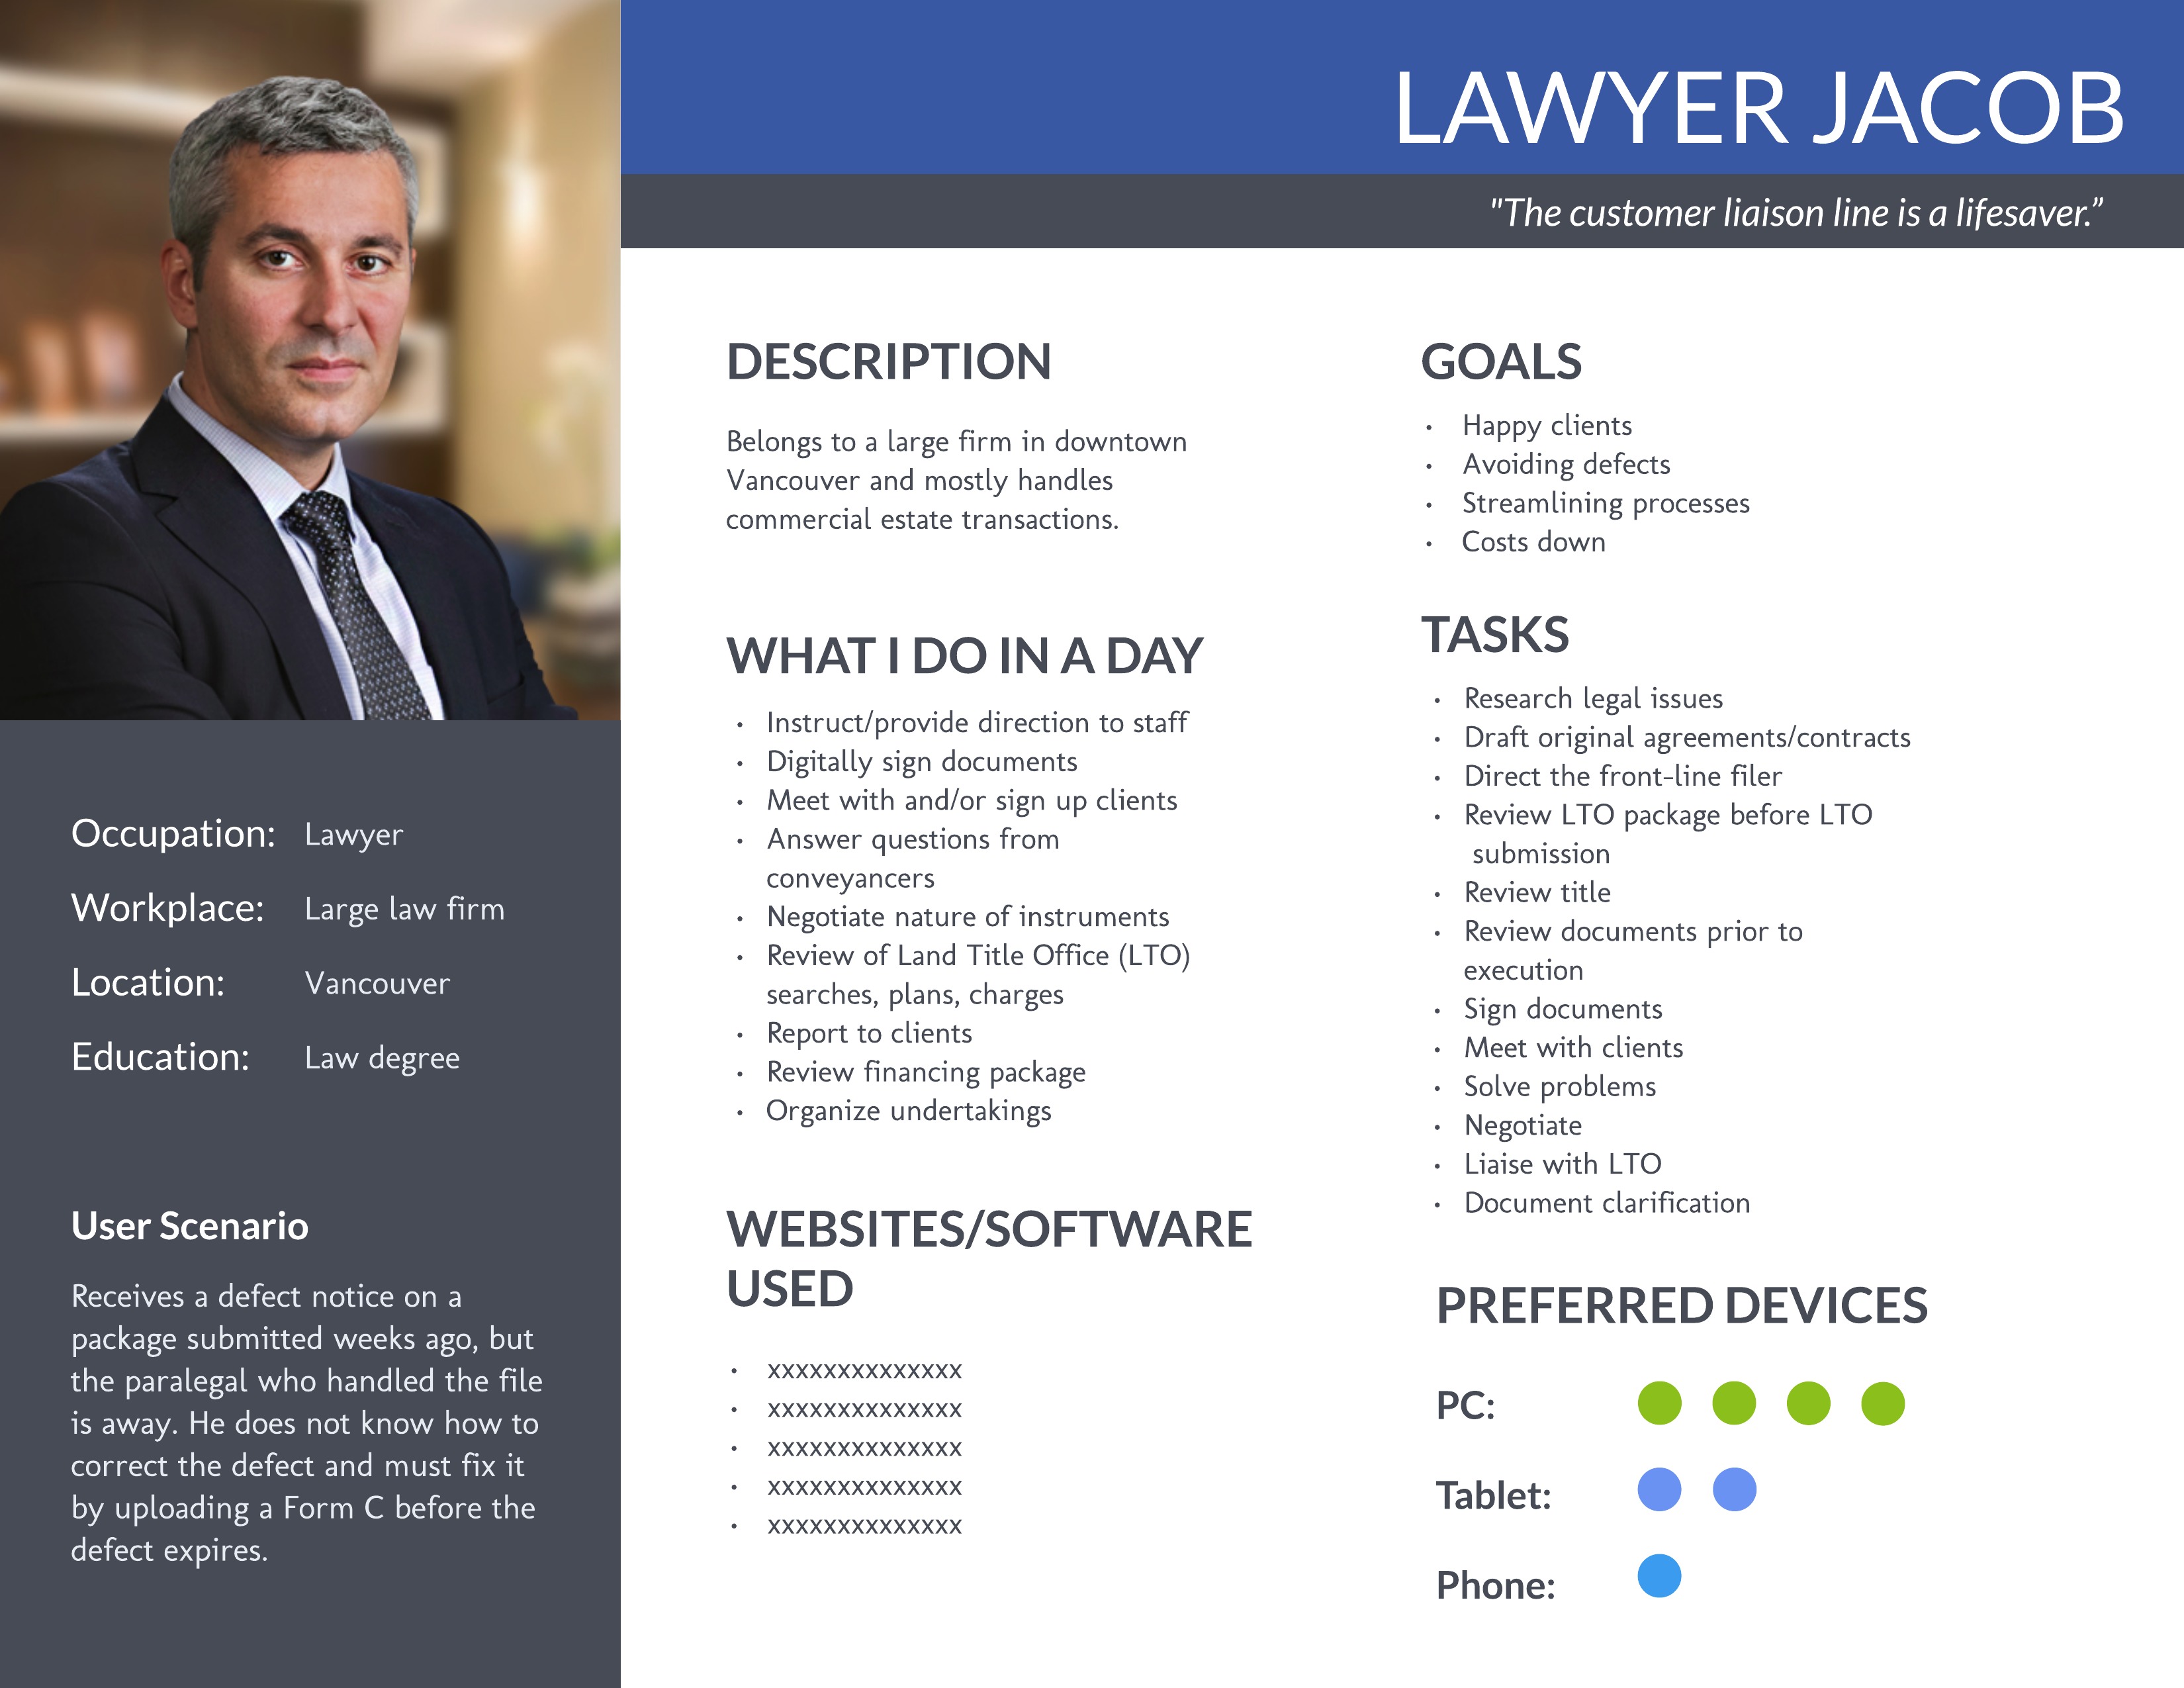 LAWYER JACOB
"The customer liaison line is a lifesaver.”
Occupation: Lawyer
Workplace: Large law firm
Location: Vancouver
Education: Law degree
User Scenario
Receives a defect notice on a
package submitted weeks ago, but
the paralegal who handled the file
is away. He does not know how to
correct the defect and must fix it
by uploading a Form C before the
defect expires.
DESCRIPTION
Belongs to a large firm in downtown
Vancouver and mostly handles
commercial estate transactions.
WHAT I DO IN A DAY
• Instruct/provide direction to staff
• Digitally sign documents
• Meet with and/or sign up clients
• Answer questions from
conveyancers
• Negotiate nature of instruments
• Review of Land Title Office (LTO)
searches, plans, charges
• Report to clients
• Review financing package
• Organize undertakings
WEBSITES/SOFTWARE
USED
• xxxxxxxxxxxxxx
• xxxxxxxxxxxxxx
• xxxxxxxxxxxxxx
• xxxxxxxxxxxxxx
• xxxxxxxxxxxxxx
GOALS
• Happy clients
• Avoiding defects
• Streamlining processes
• Costs down
TASKS
• Research legal issues
• Draft original agreements/contracts
• Direct the front-line filer
• Review LTO package before LTO
submission
• Review title
• Review documents prior to
execution
• Sign documents
• Meet with clients
• Solve problems
• Negotiate
• Liaise with LTO
• Document clarification
PREFERRED DEVICES
PC:
Tablet:
Phone: